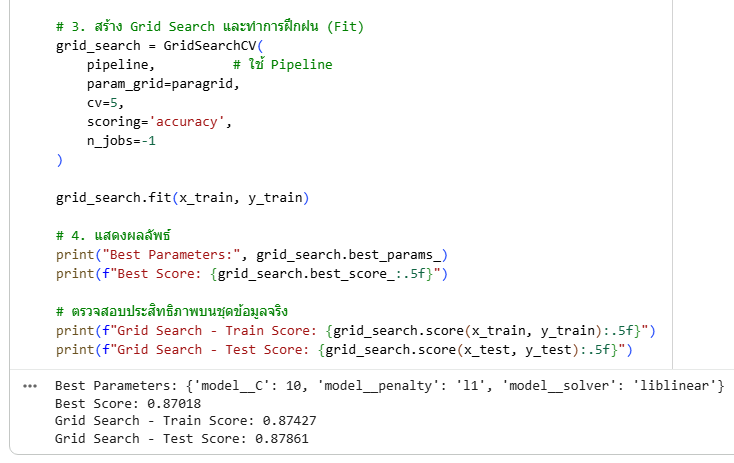 # 3. สร้าง Grid Search และทำการฝึกฝน (Fit)
grid_search = GridSearchCV(
    pipeline,          # ใช้ Pipeline
    param_grid=paragrid,
    cv=5,
    scoring='accuracy',
    n_jobs=-1
)
grid_search.fit(x_train, y_train)
# 4. แสดงผลลัพธ์
print("Best Parameters:", grid_search.best_params_)
print(f"Best Score: {grid_search.best_score_:.5f}")
# ตรวจสอบประสิทธิภาพบนชุดข้อมูลจริง
print(f"Grid Search - Train Score: {grid_search.score(x_train, y_train):.5f}")
print(f"Grid Search - Test Score: {grid_search.score(x_test, y_test):.5f}")
Best Parameters: {'model__C': 10, 'model__penalty': 'l1', 'model__solver': 'liblinear'}
Best Score: 0.87018
Grid Search - Train Score: 0.87427
Grid Search - Test Score: 0.87861